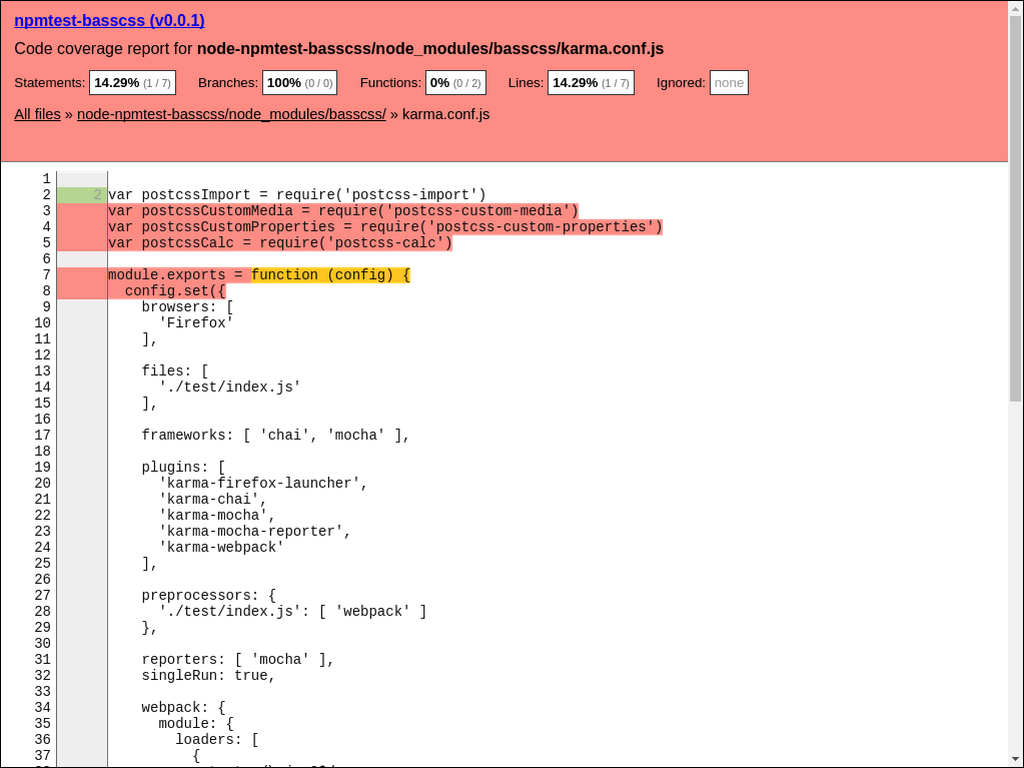 npmtest-basscss (v0.0.1)
Code coverage report for node-npmtest-basscss/node_modules/basscss/karma.conf.js
Statements: 14.29% (1 / 7) Branches: 100% (0 / 0) Functions: 0% (0 / 2) Lines: 14.29% (1 / 7) Ignored: none
All files » node-npmtest-basscss/node_modules/basscss/ » karma.conf.js
1
2 2 var postcssImport = require('postcss-import')
3 var postcssCustomMedia = require('postcss-custom-media')
4 var postcssCustomProperties = require('postcss-custom-properties')
5 var postcssCalc = require('postcss-calc')
6
7 module.exports = function (config) {
8 config.set({
9 browsers: [
10 'Firefox'
11 ],
12
13 files: [
14 './test/index.js'
15 ],
16
17 frameworks: [ 'chai', 'mocha' ],
18
19 plugins: [
20 'karma-firefox-launcher',
21 'karma-chai',
22 'karma-mocha',
23 'karma-mocha-reporter',
24 'karma-webpack'
25 ],
26
27 preprocessors: {
28 './test/index.js': [ 'webpack' ]
29 },
30
31 reporters: [ 'mocha' ],
32 singleRun: true,
33
34 webpack: {
35 module: {
36 loaders: [
37 {